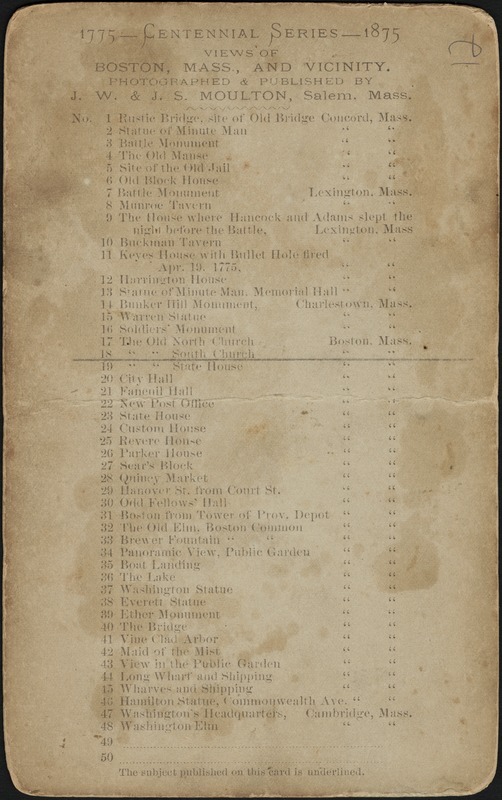 1775—Centennial Series—1875
VIEWS OF
BOSTON, MASS., AND VICINITY.
PHOTOGRAPHED & PUBLISHED BY
J. W. & J. S. MOULTON, Salem. Mass.
No. 1 Rustic Bridge, site of Old Bridge Concord, Mass.
2 Statue of Minute Man “ “
3 Battle Monument “ “
4 The Old Manse “ “
5 Site of the Old Jail “ “
6 Old Block House “ “
7 Battle Monument Lexington, Mass.
8 Munroe Tavern “ “
9 The House where Hancock and Adams slept the
night before the Battle, Lexington, Mass
10 Buckman Tavern “ “
11 Keyes House with Bullet Hole fired
Apr. 19, 1775, “ “
12 Harrington House “ “
13 Statue of Minute Man, Memorial Hall “ “
14 Bunker Hill Monument, Charlestown, Mass.
15 Warren Statue “ “
16 Soldiers' Monument “ “
17 The Old North Church Boston, Mass.
18 “ “ South Church “ “
19 “ “ State House “ “
20 City Hall “ “
21 Faneuil Hall “ “
22 New Post Office “ “
23 State House “ “
24 Custom House “ “
25 Revere House “ “
26 Parker House “ “
27 Sear's Block “ “
28 Quincy Market “ “
29 Hanover St. from Court St. “ “
30 Odd Fellows' Hall “ “
31 Boston from Tower of Prov. Depot “ “
32 The Old Elm, Boston Common “ “
33 Brewer Fountain “ “ “ “
34 Panoramic View, Public Garden “ “
35 Boat Landing “ “
36 The Lake “ “
37 Washington Statue “ “
38 Everett Statue “ “
39 Ether Monument “ “
40 The Bridge “ “
41 Vine Clad Arbor “ “
42 Maid of the Mist “ “
43 View in the Public Garden “ “
44 Long Wharf and Shipping “ “
45 Wharves and Shipping “ “
46 Hamilton Statue, Commonwealth Ave. “ “
47 Washington's Headquarters, Cambridge, Mass.
48 Washington Elm “ “
49
50
The subject published on this card is underlined.